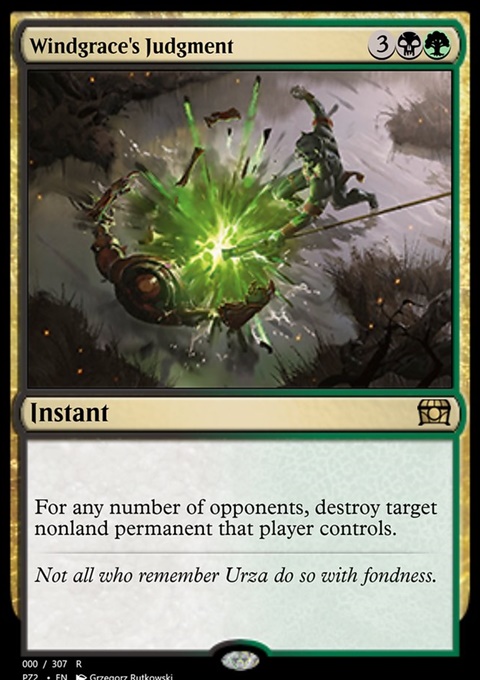 Windgrace's Judgment 3
Instant
For any number of opponents, destroy target
nonland permanent that player controls.
Not all who remember Urza do so with fondness.
000 / 307 R
PZ2 • EN Grzegorz Rutkowski